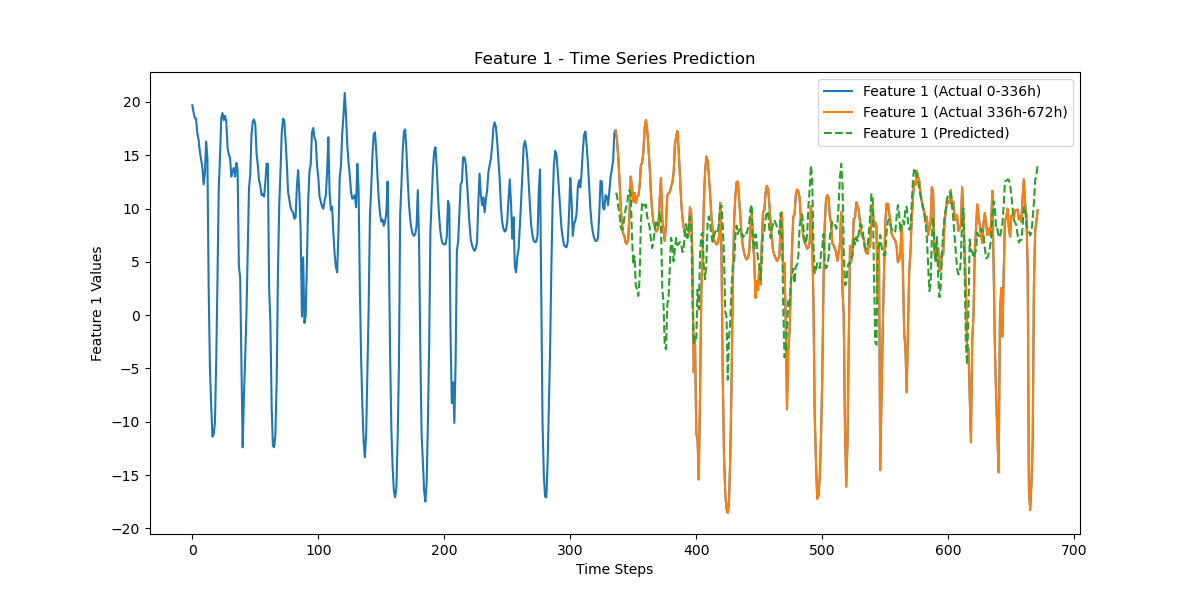 Feature 1 - Time Series Prediction
Feature 1 (Actual 0-336h)
Feature 1 (Actual 336h-672h)
Feature 1 (Predicted)
Feature 1 Values
20
15
10
5
0
−5
−10
−15
−20
0 100 200 300 400 500 600 700
Time Steps